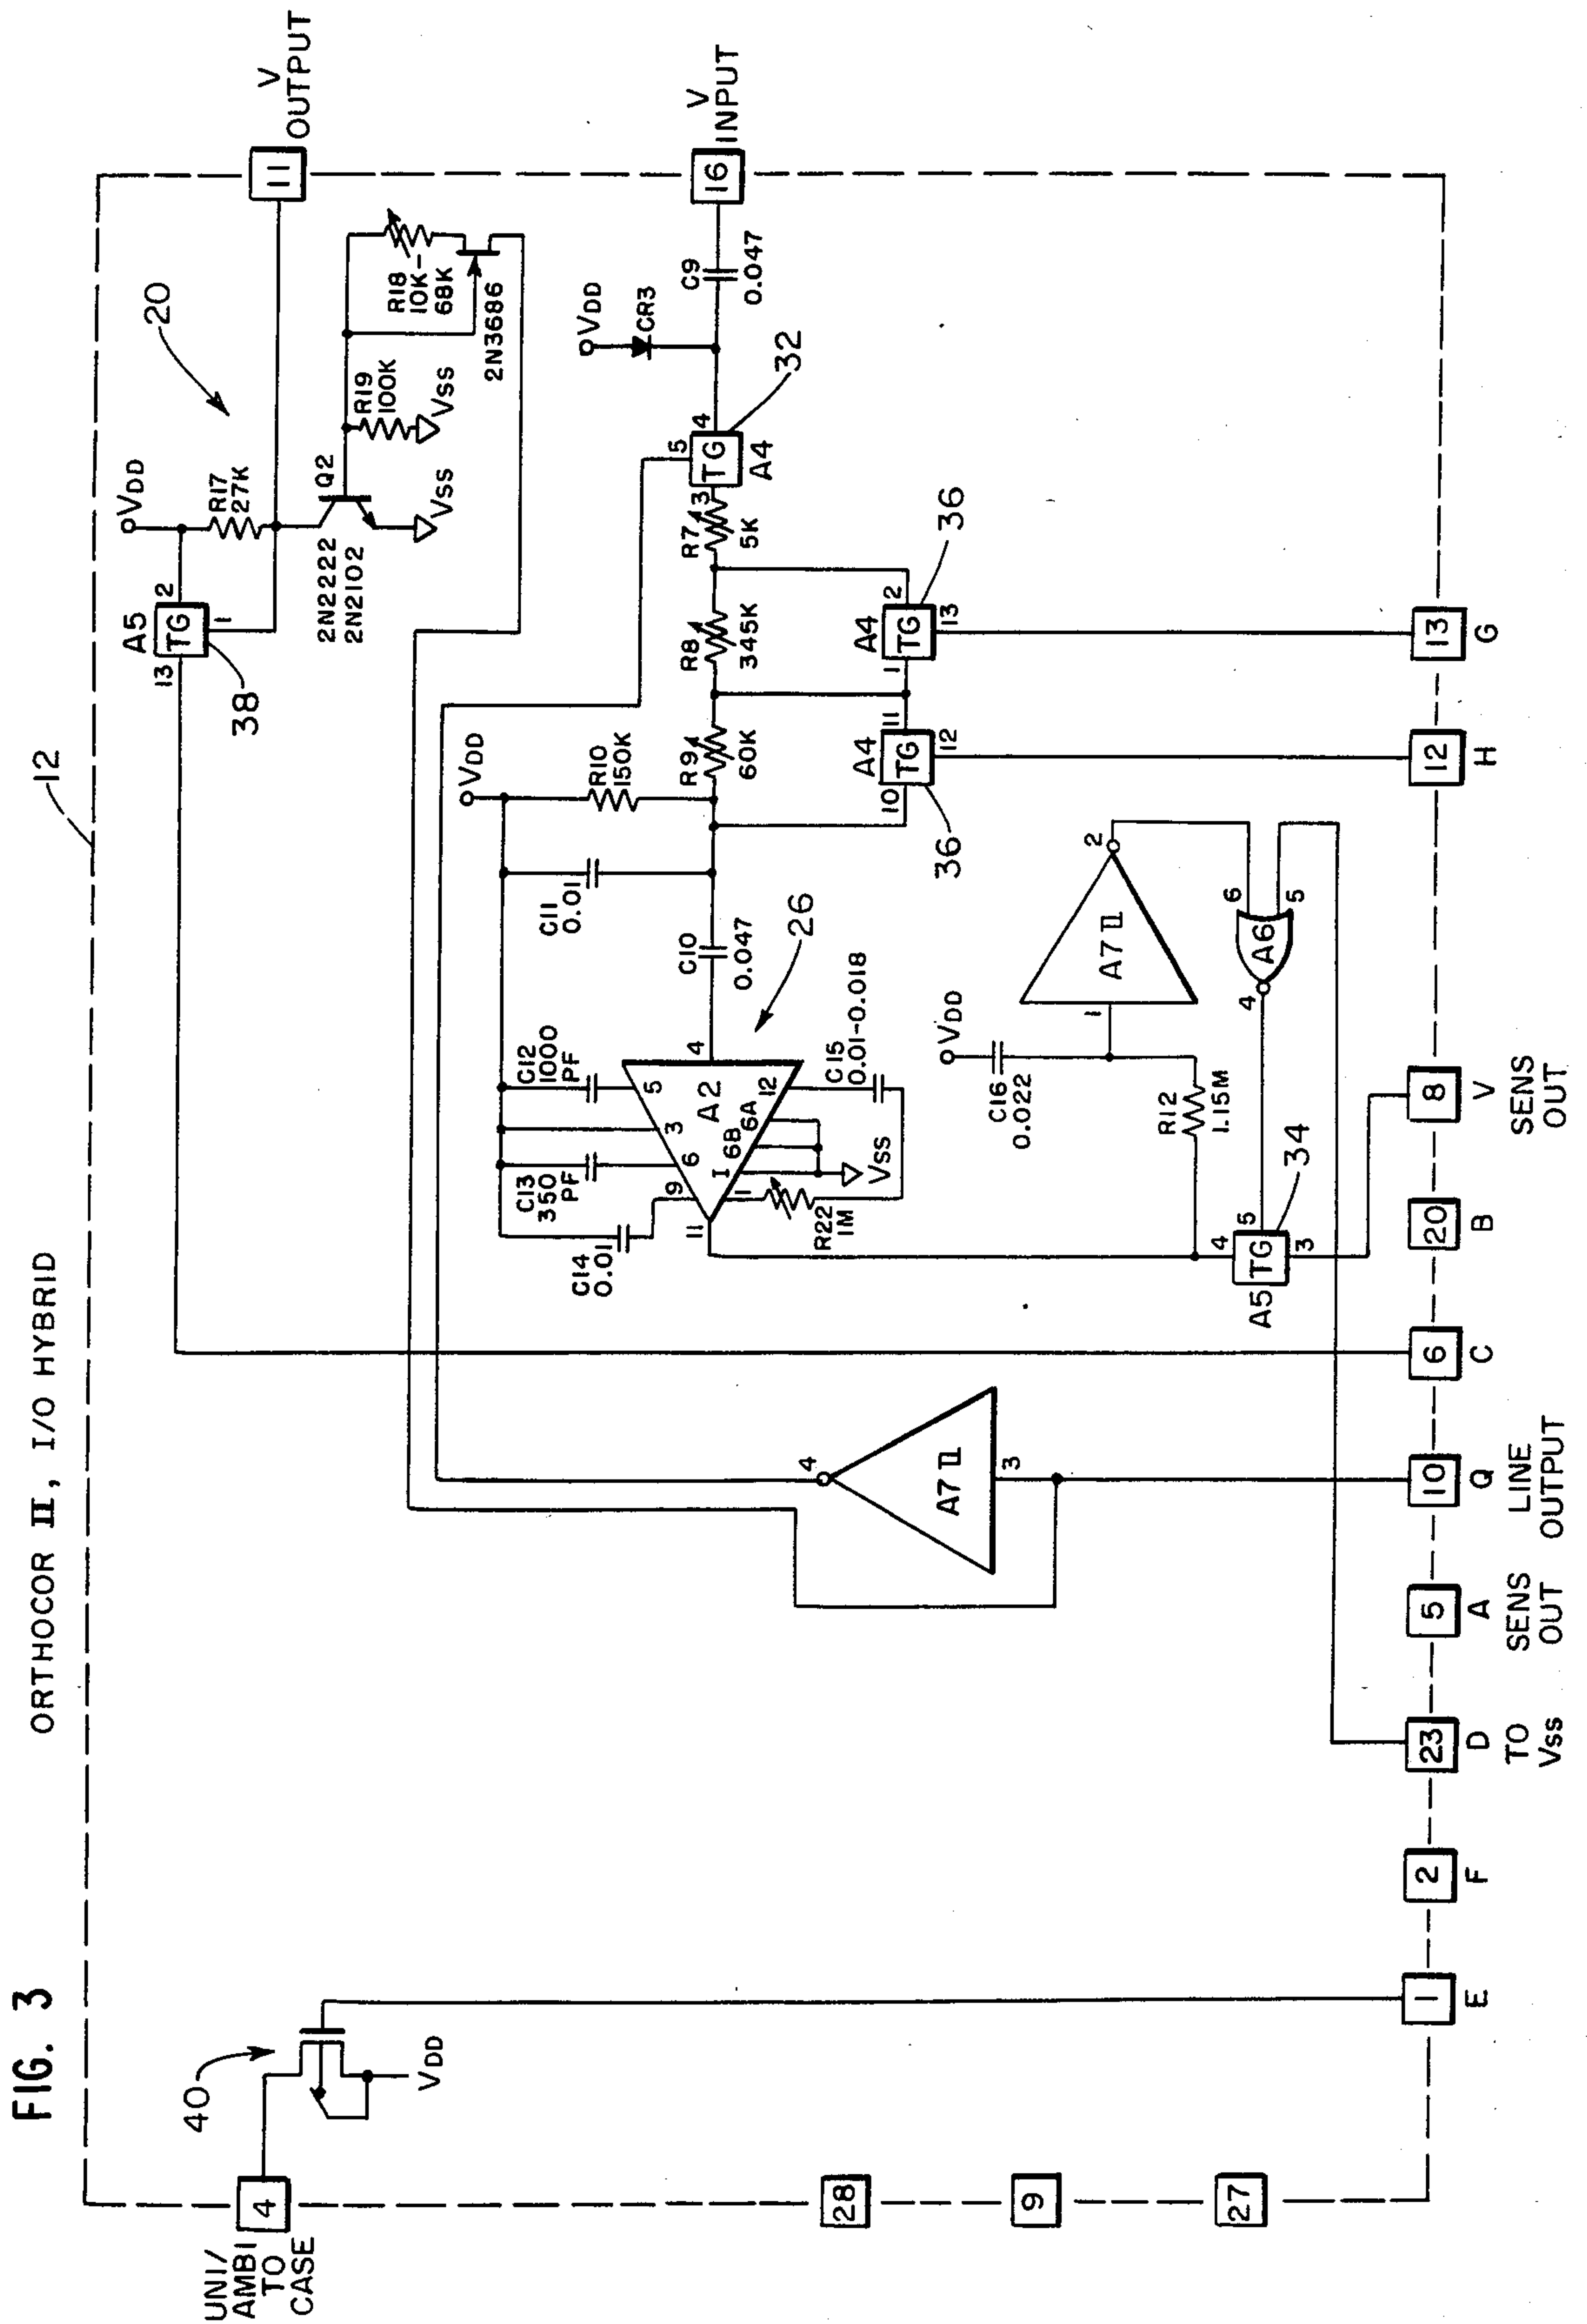 FIG. 3
ORTHOCOR II, I/O HYBRID
12
UNI/
AMBI
TO
CASE
4
40
VDD
28
9
27
38
A5
TG
13
2
1
VDD
R17
27K
20
Q2
2N2222
2N2102
VSS
R19
100K
VSS
R18
10K-
68K
2N3686
11
V
OUTPUT
VDD
CR3
C9
0.047
16
V
INPUT
32
5
TG
4
3
A4
R7
5K
R8
345K
R9
60K
R10
150K
VDD
A4
TG
2
13
1
36
A4
TG
11
12
10
36
C11
0.01
C10
0.047
26
C12
1000
PF
C13
350
PF
C14
0.01
A2
4
5
3
6
9
11
1
I
6B
6A
12
C15
0.01-0.018
R22
1M
VSS
VDD
C16
0.022
R12
1.15M
A7
1
2
A6
6
5
4
34
A5
TG
4
5
3
A7
4
3
1
E
2
F
23
D
TO
VSS
5
A
SENS
OUT
10
Q
LINE
OUTPUT
6
C
20
B
8
V
SENS
OUT
12
H
13
G